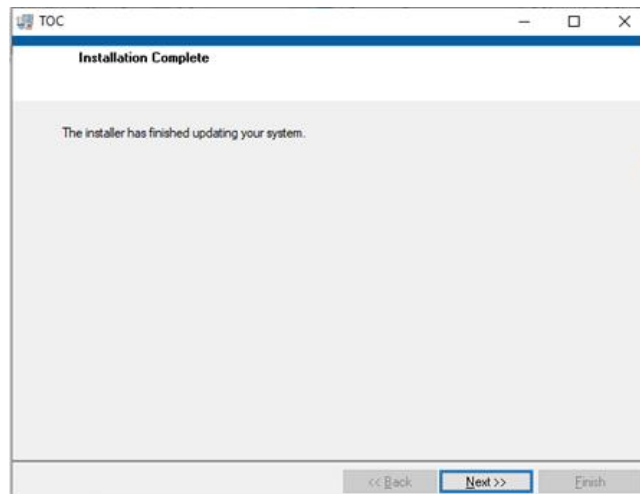 TOC
Installation Complete
The installer has finished updating your system.
<< Back
Next >>
Finish